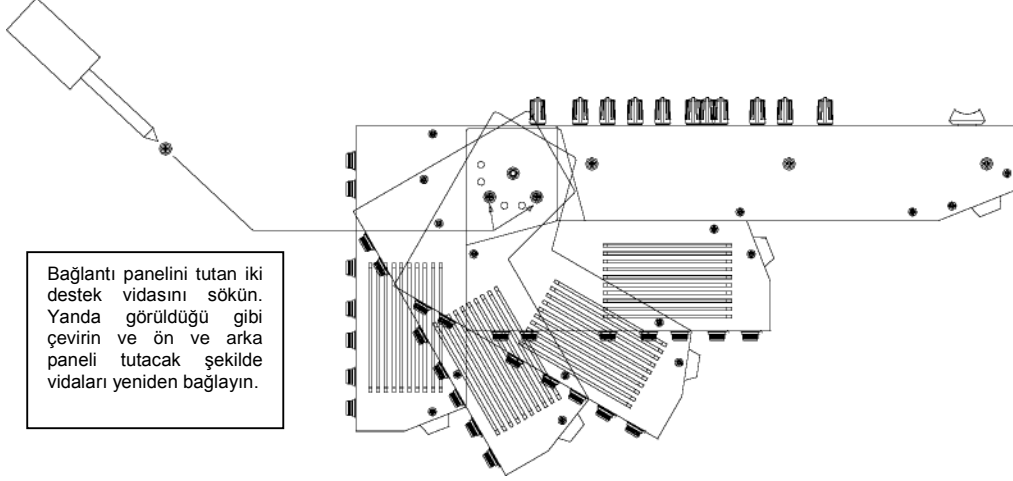 Bağlantı panelini tutan iki
destek vidasını sökün.
Yanda görüldüğü gibi
çevirin ve ön ve arka
paneli tutacak şekilde
vidaları yeniden bağlayın.